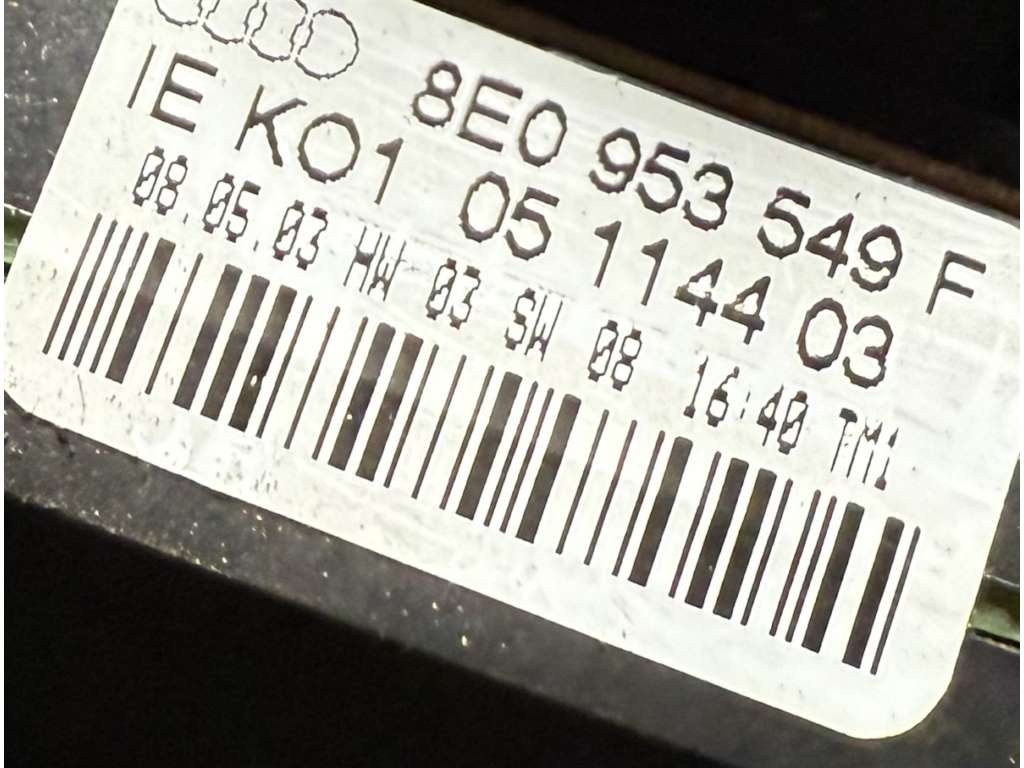 8E0 953 549 F
IE KO1 05 1144 03
08.05.03 HW 03 SW 08 16:40 TM1